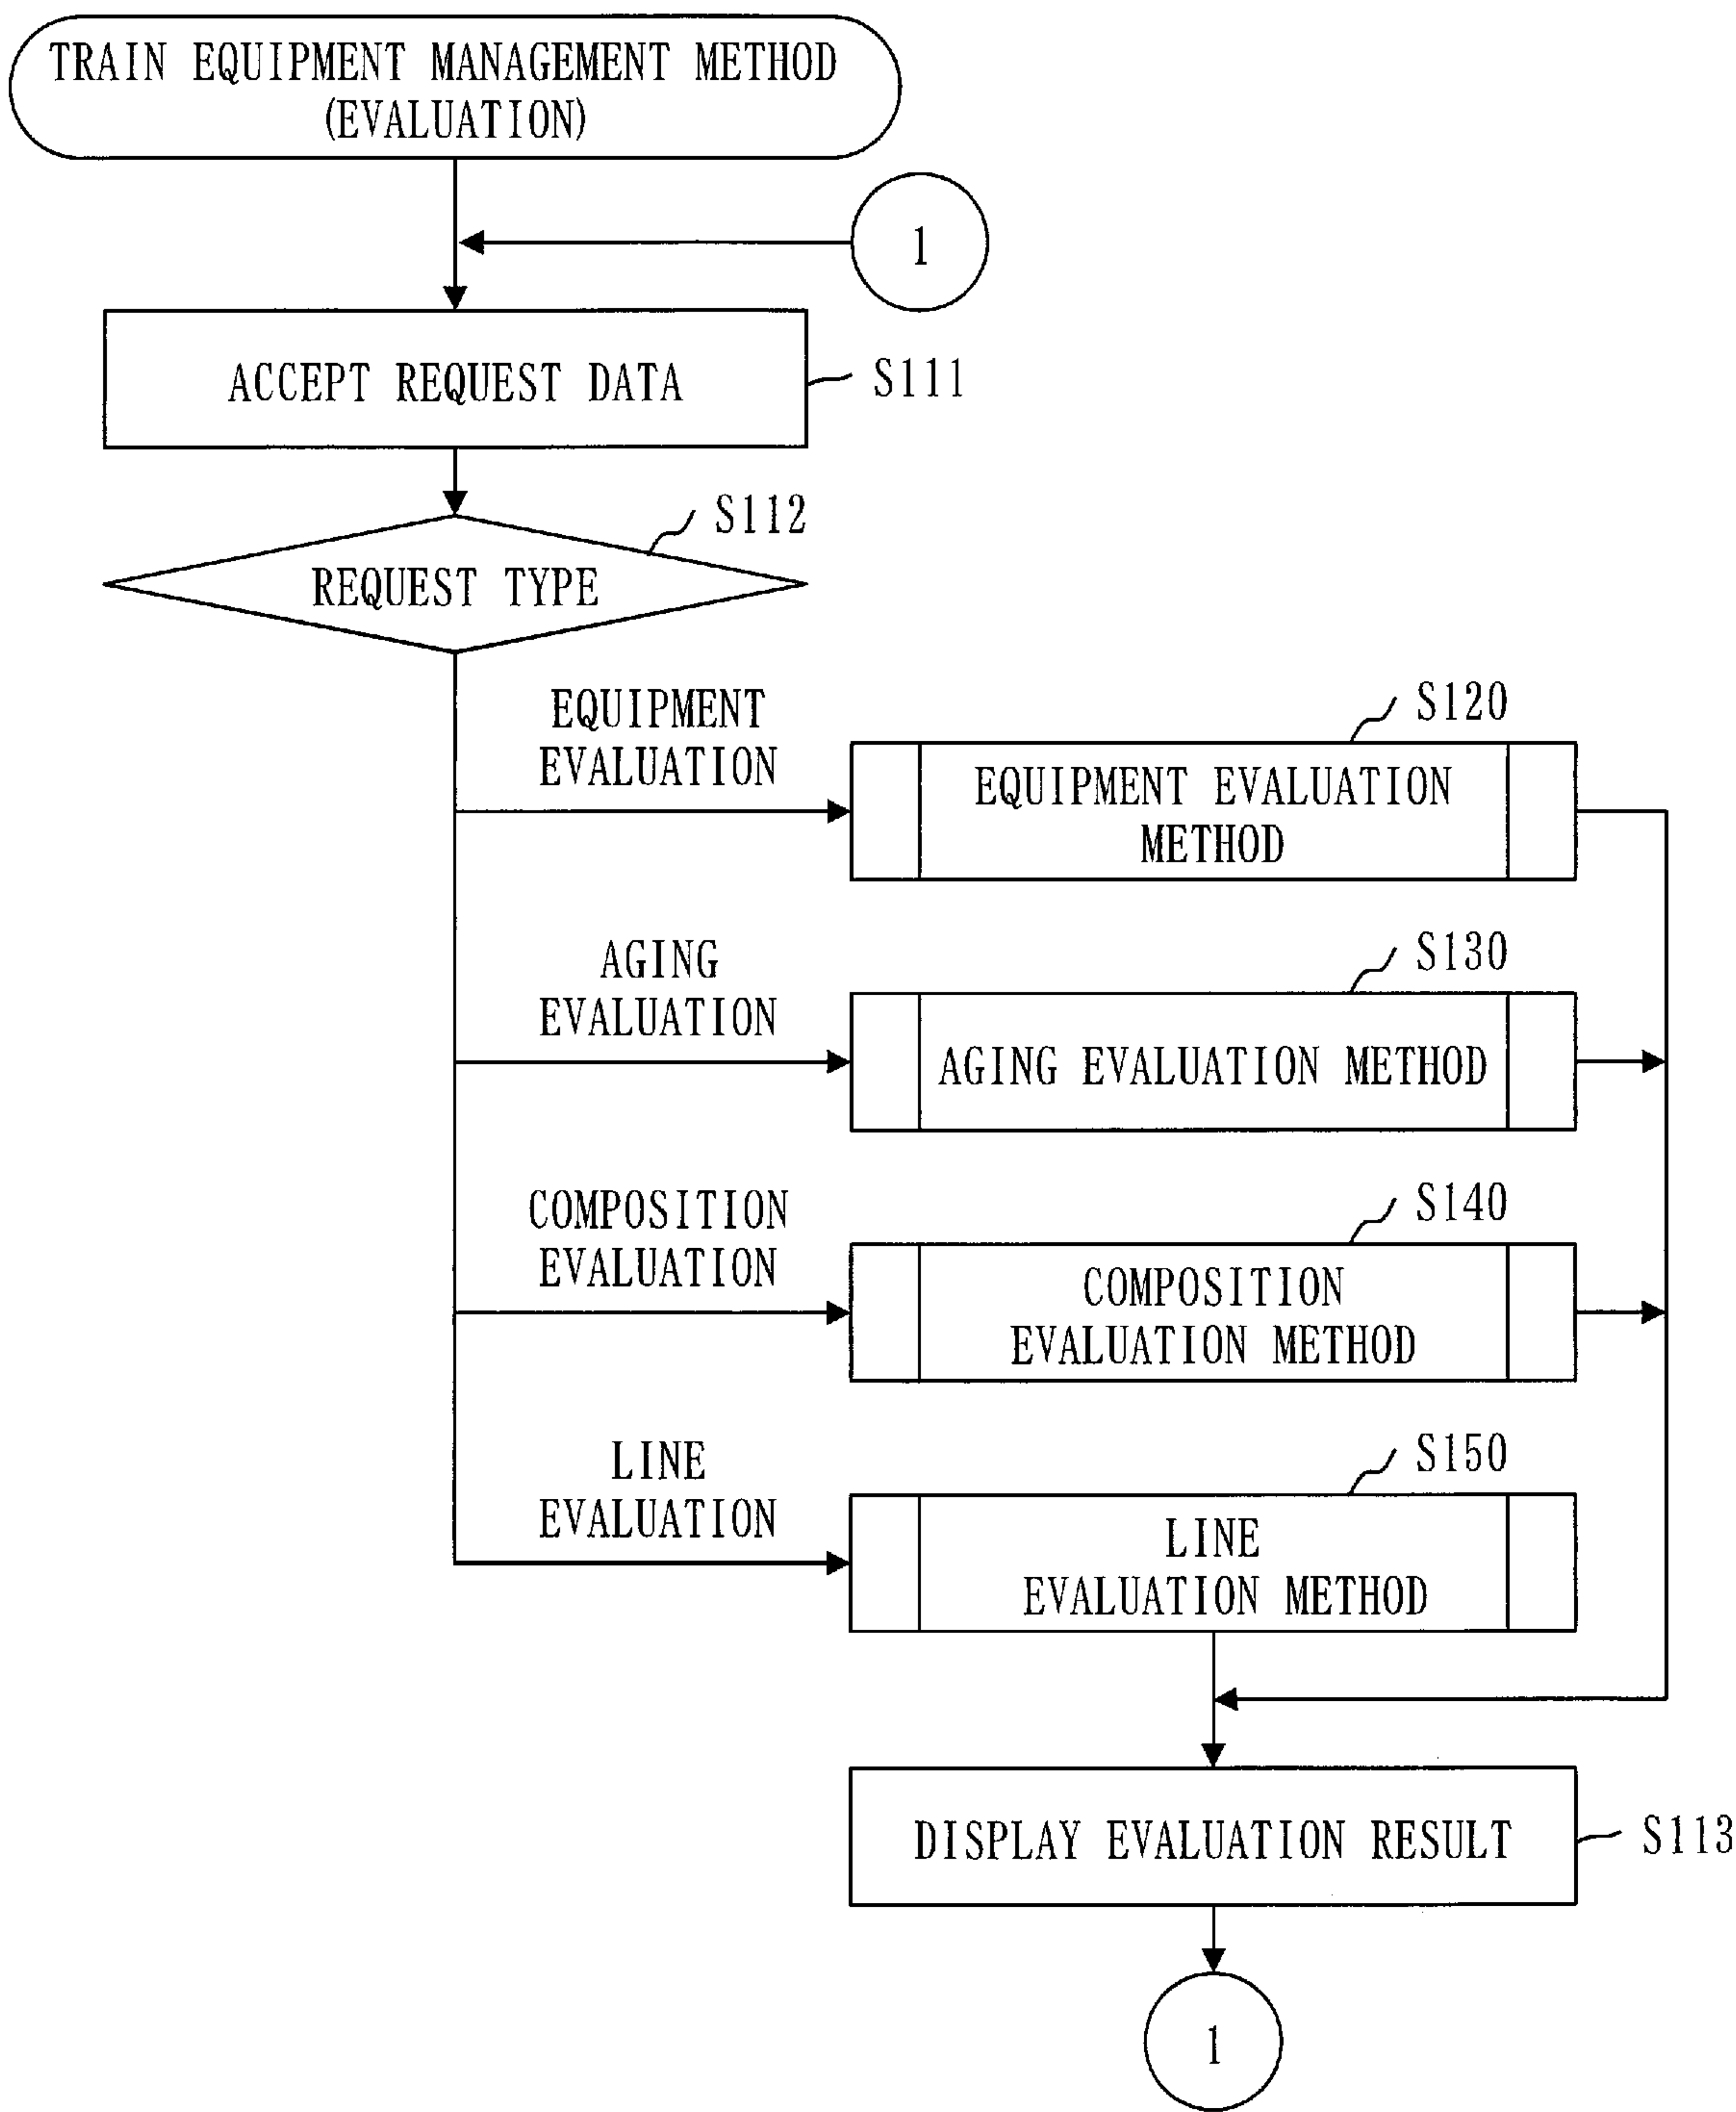 TRAIN EQUIPMENT MANAGEMENT METHOD
(EVALUATION)
1
ACCEPT REQUEST DATA
S111
S112
REQUEST TYPE
EQUIPMENT
EVALUATION
S120
EQUIPMENT EVALUATION
METHOD
AGING
EVALUATION
S130
AGING EVALUATION METHOD
COMPOSITION
EVALUATION
S140
COMPOSITION
EVALUATION METHOD
LINE
EVALUATION
S150
LINE
EVALUATION METHOD
DISPLAY EVALUATION RESULT
S113
1